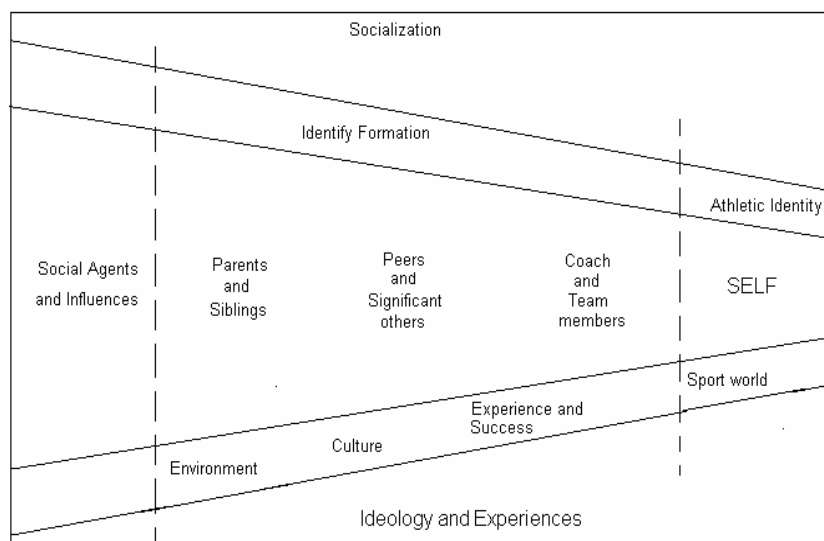 Socialization
Identify Formation
Athletic Identity
Social Agents
and Influences
Parents
and
Siblings
Peers
and
Significant
others
Coach
and
Team
members
SELF
Sport world
Experience and
Success
Culture
Environment
Ideology and Experiences